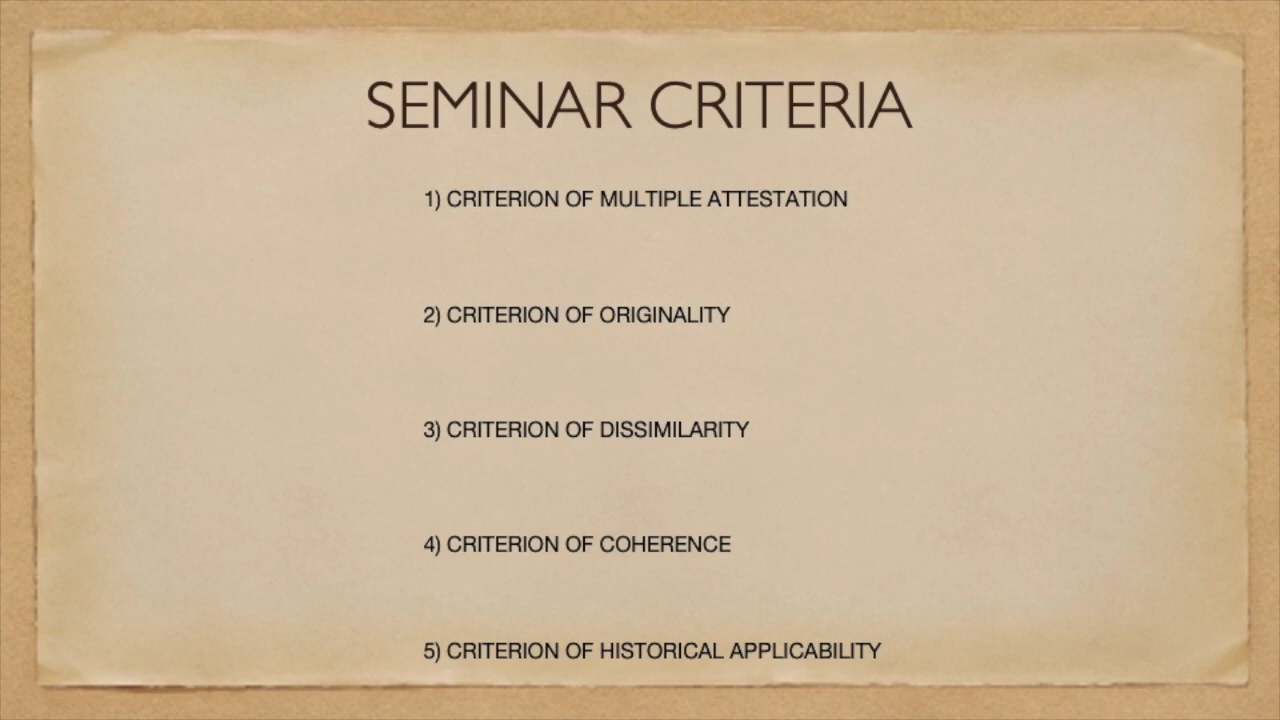 SEMINAR CRITERIA
1) CRITERION OF MULTIPLE ATTESTATION
2) CRITERION OF ORIGINALITY
3) CRITERION OF DISSIMILARITY
4) CRITERION OF COHERENCE
5) CRITERION OF HISTORICAL APPLICABILITY